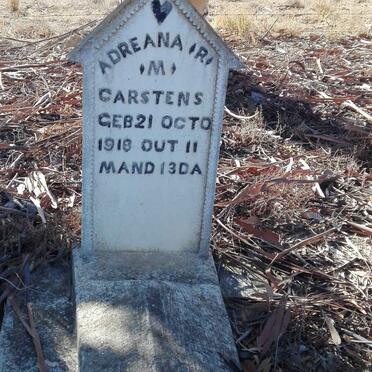 ADREANA R
M
CARSTENS
GEB 21 OCTO
1918 OUT 11
MAND 13 DA